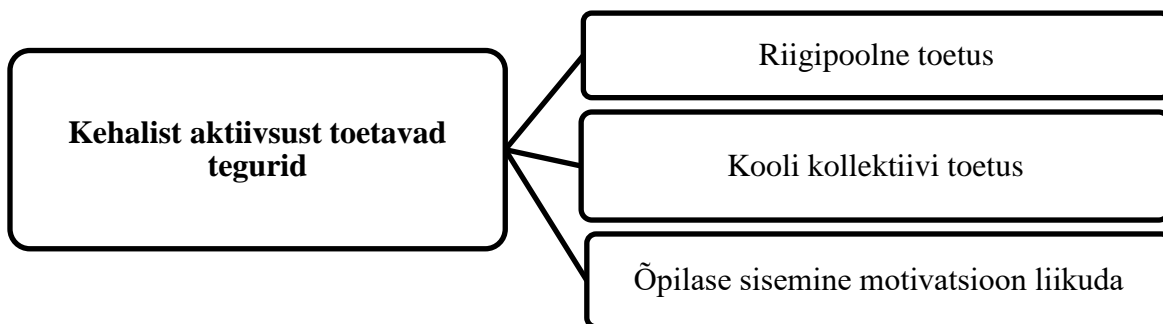 Kehalist aktiivsust toetavad
tegurid
Riigipoolne toetus
Kooli kollektiivi toetus
Õpilase sisemine motivatsioon liikuda